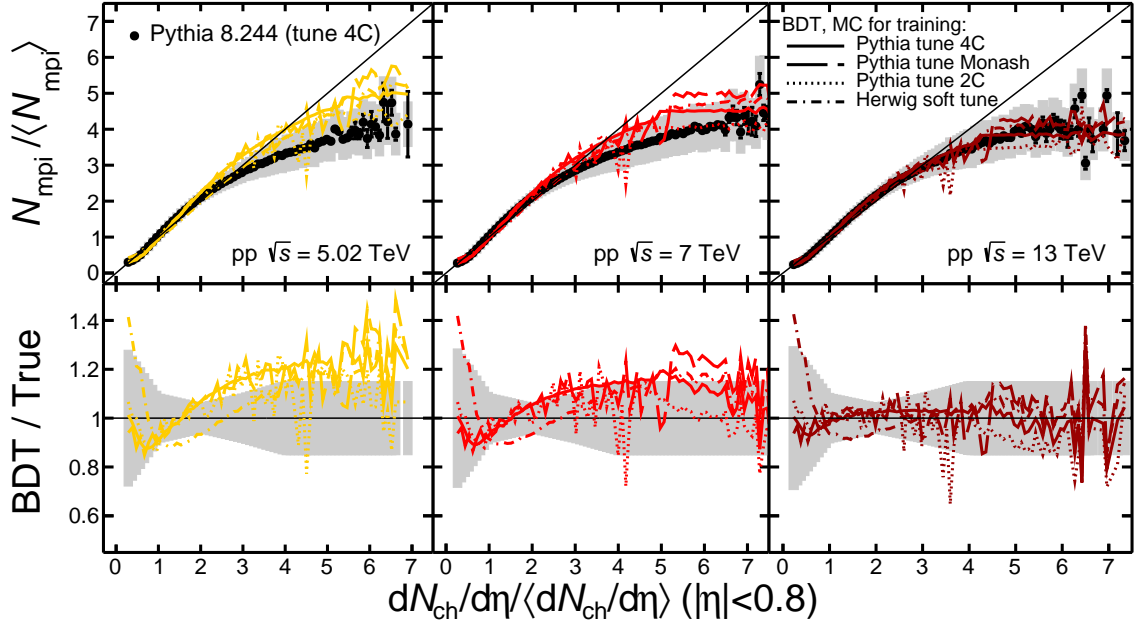 N_mpi /⟨N_mpi⟩
7
6
5
4
3
2
1
0
Pythia 8.244 (tune 4C)
pp √s = 5.02 TeV
pp √s = 7 TeV
BDT, MC for training:
Pythia tune 4C
Pythia tune Monash
Pythia tune 2C
Herwig soft tune
pp √s = 13 TeV
BDT / True
1.4
1.2
1
0.8
0.6
0 1 2 3 4 5 6 7
0 1 2 3 4 5 6 7
0 1 2 3 4 5 6 7
dN_ch/dη/⟨dN_ch/dη⟩ (|η|<0.8)